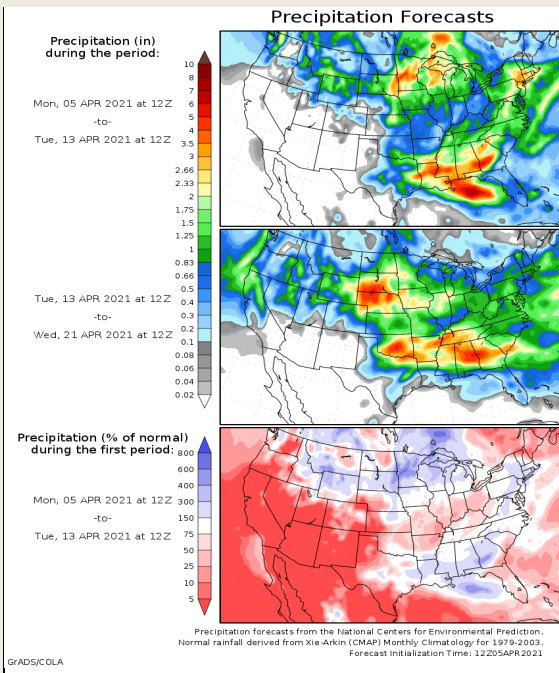 Precipitation Forecasts
Precipitation (in)
during the period:
Mon, 05 APR 2021 at 12Z
-to-
Tue, 13 APR 2021 at 12Z
10
8
7
6
5
4
3.5
3
2.66
2.33
2
1.75
1.5
1.25
1
0.83
0.66
0.5
0.4
0.3
0.2
0.1
0.08
0.06
0.04
0.02
Tue, 13 APR 2021 at 12Z
-to-
Wed, 21 APR 2021 at 12Z
Precipitation (% of normal)
during the first period:
Mon, 05 APR 2021 at 12Z
-to-
Tue, 13 APR 2021 at 12Z
800
600
400
300
150
75
50
25
10
5
Precipitation forecasts from the National Centers for Environmental Prediction.
Normal rainfall derived from Xie-Arkin (CMAP) Monthly Climatology for 1979-2003.
Forecast Initialization Time: 12Z05APR2021
GrADS/COLA